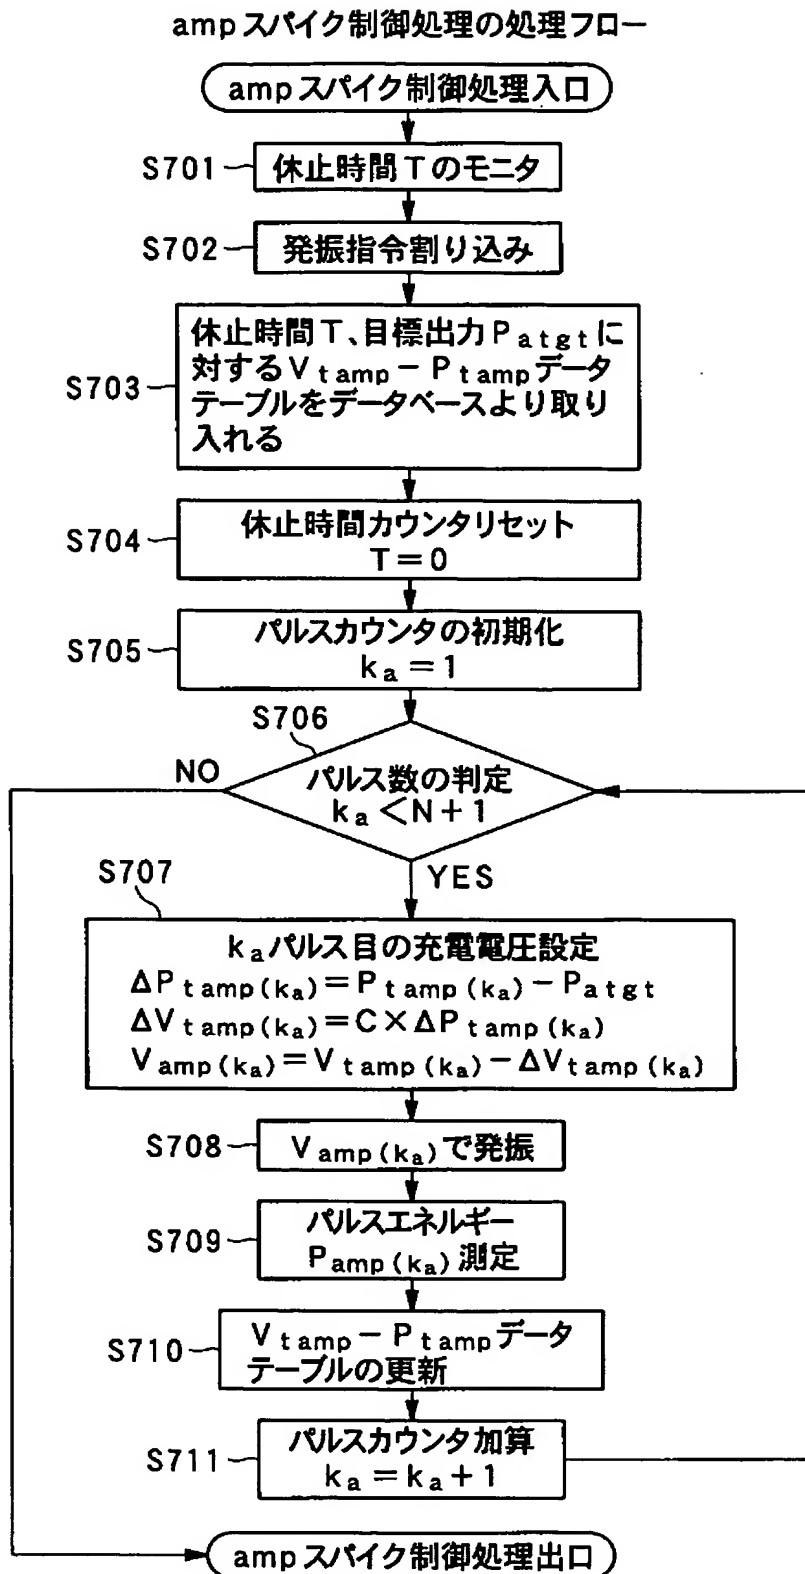 ampスパイク制御処理の処理フロー
ampスパイク制御処理入口
S701
休止時間Tのモニタ
S702
発振指令割り込み
S703
休止時間T、目標出力Patgtに
対するVtamp－Ptampデータ
テーブルをデータベースより取り
入れる
S704
休止時間カウンタリセット
T=0
S705
パルスカウンタの初期化
ka=1
S706
NO
パルス数の判定
ka<N+1
YES
S707
kaパルス目の充電電圧設定
ΔPtamp(ka)=Ptamp(ka)-Patgt
ΔVtamp(ka)=C×ΔPtamp(ka)
Vamp(ka)=Vtamp(ka)-ΔVtamp(ka)
S708
Vamp(ka)で発振
S709
パルスエネルギー
Pamp(ka)測定
S710
Vtamp－Ptampデータ
テーブルの更新
S711
パルスカウンタ加算
ka=ka+1
ampスパイク制御処理出口